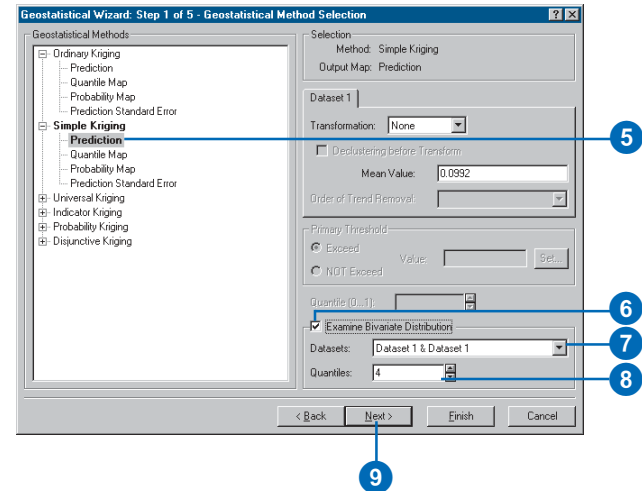 Geostatistical Wizard: Step 1 of 5 - Geostatistical Method Selection
Geostatistical Methods
Ordinary Kriging
Prediction
Quantile Map
Probability Map
Prediction Standard Error
Simple Kriging
Prediction
Quantile Map
Probability Map
Prediction Standard Error
Universal Kriging
Indicator Kriging
Probability Kriging
Disjunctive Kriging
Selection
Method: Simple Kriging
Output Map: Prediction
Dataset 1
Transformation: None
Declustering before Transform
Mean Value: 0.0992
Order of Trend Removal:
Primary Threshold
Exceed
NOT Exceed
Value:
Set...
Quantile (0...1):
Examine Bivariate Distribution
Datasets: Dataset 1 & Dataset 1
Quantiles: 4
< Back
Next >
Finish
Cancel
5
6
7
8
9